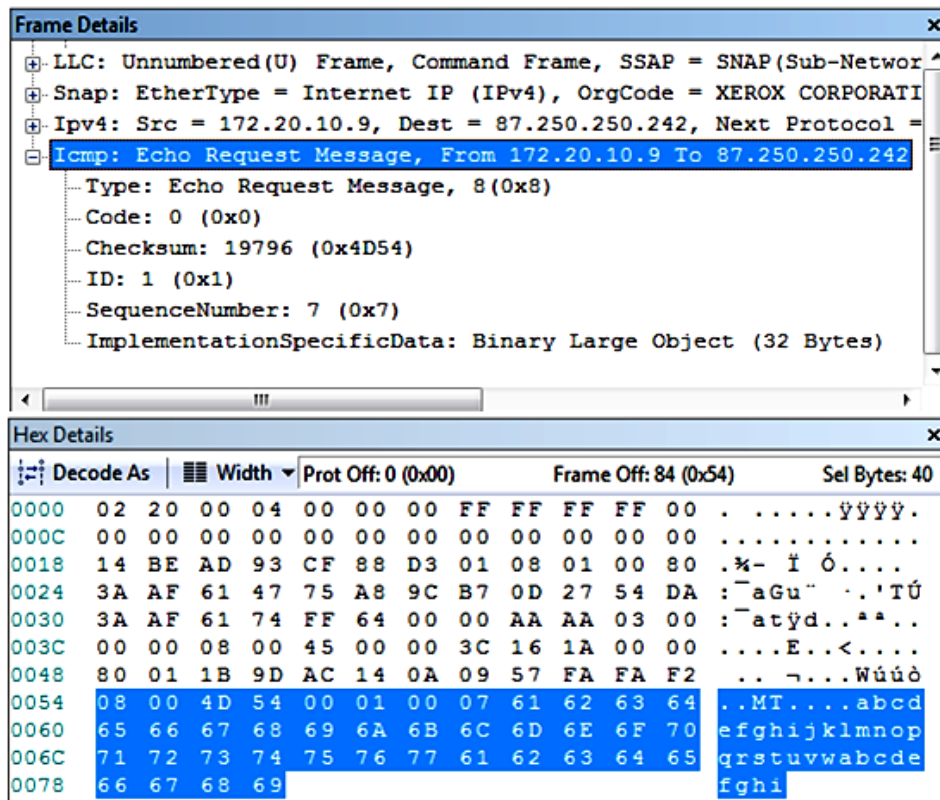 Frame Details
LLC: Unnumbered(U) Frame, Command Frame, SSAP = SNAP(Sub-Networ
Snap: EtherType = Internet IP (IPv4), OrgCode = XEROX CORPORATI
Ipv4: Src = 172.20.10.9, Dest = 87.250.250.242, Next Protocol =
Icmp: Echo Request Message, From 172.20.10.9 To 87.250.250.242
Type: Echo Request Message, 8(0x8)
Code: 0 (0x0)
Checksum: 19796 (0x4D54)
ID: 1 (0x1)
SequenceNumber: 7 (0x7)
ImplementationSpecificData: Binary Large Object (32 Bytes)
Hex Details
Decode As Width Prot Off: 0 (0x00) Frame Off: 84 (0x54) Sel Bytes: 40
0000 02 20 00 04 00 00 00 FF FF FF FF 00 . .....ÿÿÿÿ.
000C 00 00 00 00 00 00 00 00 00 00 00 00 ............
0018 14 BE AD 93 CF 88 D3 01 08 01 00 80 .¾- Ï Ó....
0024 3A AF 61 47 75 A8 9C B7 0D 27 54 DA :¯aGu¨ ·.'TÚ
0030 3A AF 61 74 FF 64 00 00 AA AA 03 00 :¯atÿd..ªª..
003C 00 00 08 00 45 00 00 3C 16 1A 00 00 ....E..<....
0048 80 01 1B 9D AC 14 0A 09 57 FA FA F2 .. ¬...Wúúò
0054 08 00 4D 54 00 01 00 07 61 62 63 64 ..MT....abcd
0060 65 66 67 68 69 6A 6B 6C 6D 6E 6F 70 efghijklmnop
006C 71 72 73 74 75 76 77 61 62 63 64 65 qrstuvwabcde
0078 66 67 68 69 fghi